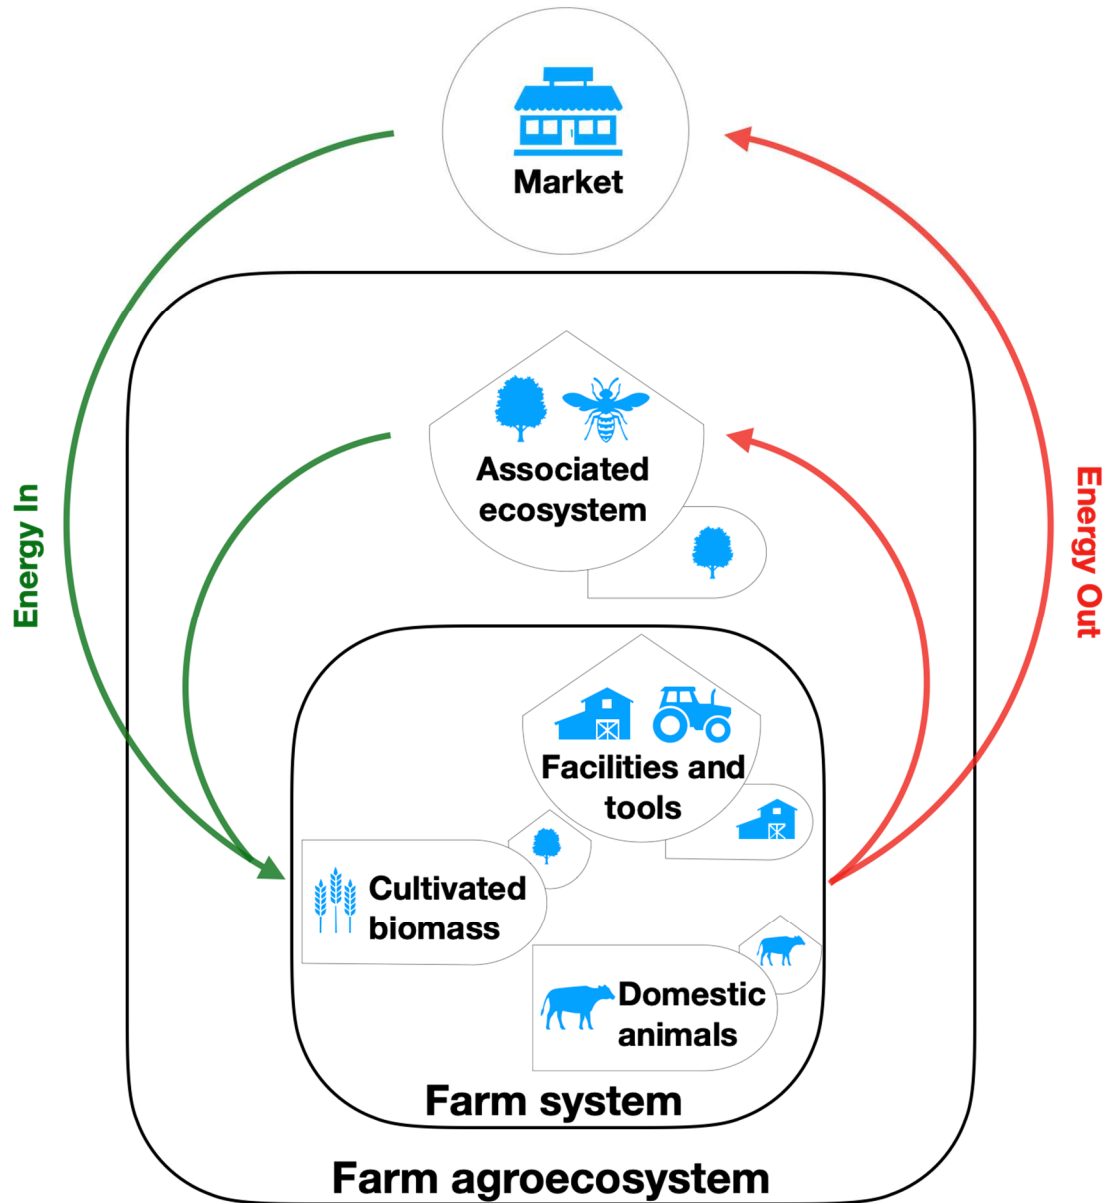 Market
Energy In
Associated
ecosystem
Energy Out
Facilities and
tools
Cultivated
biomass
Domestic
animals
Farm system
Farm agroecosystem